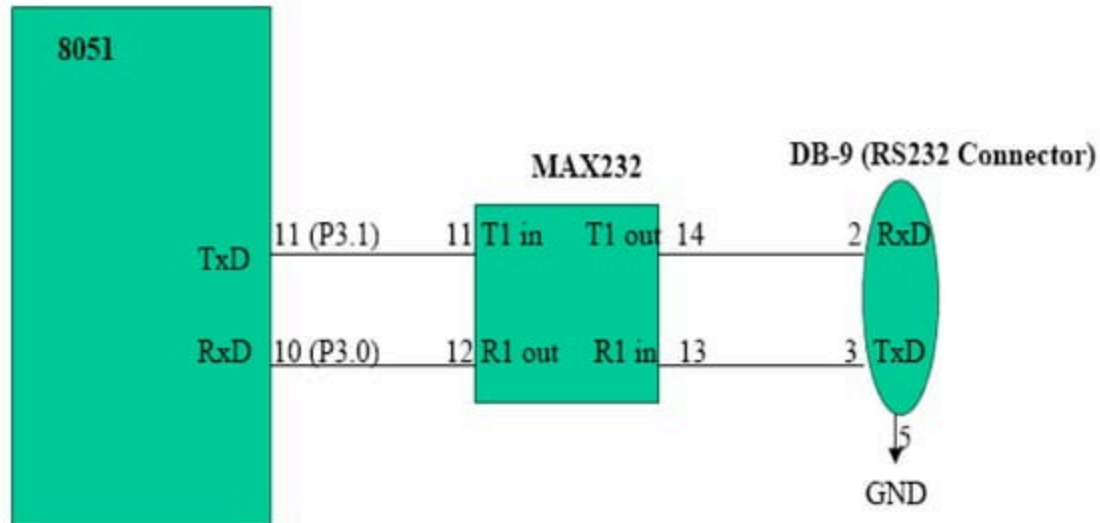 8051
DB-9 (RS232 Connector)
MAX232
TxD 11 (P3.1) 11 T1 in T1 out 14 2 RxD
RxD 10 (P3.0) 12 R1 out R1 in 13 3 TxD
5
GND